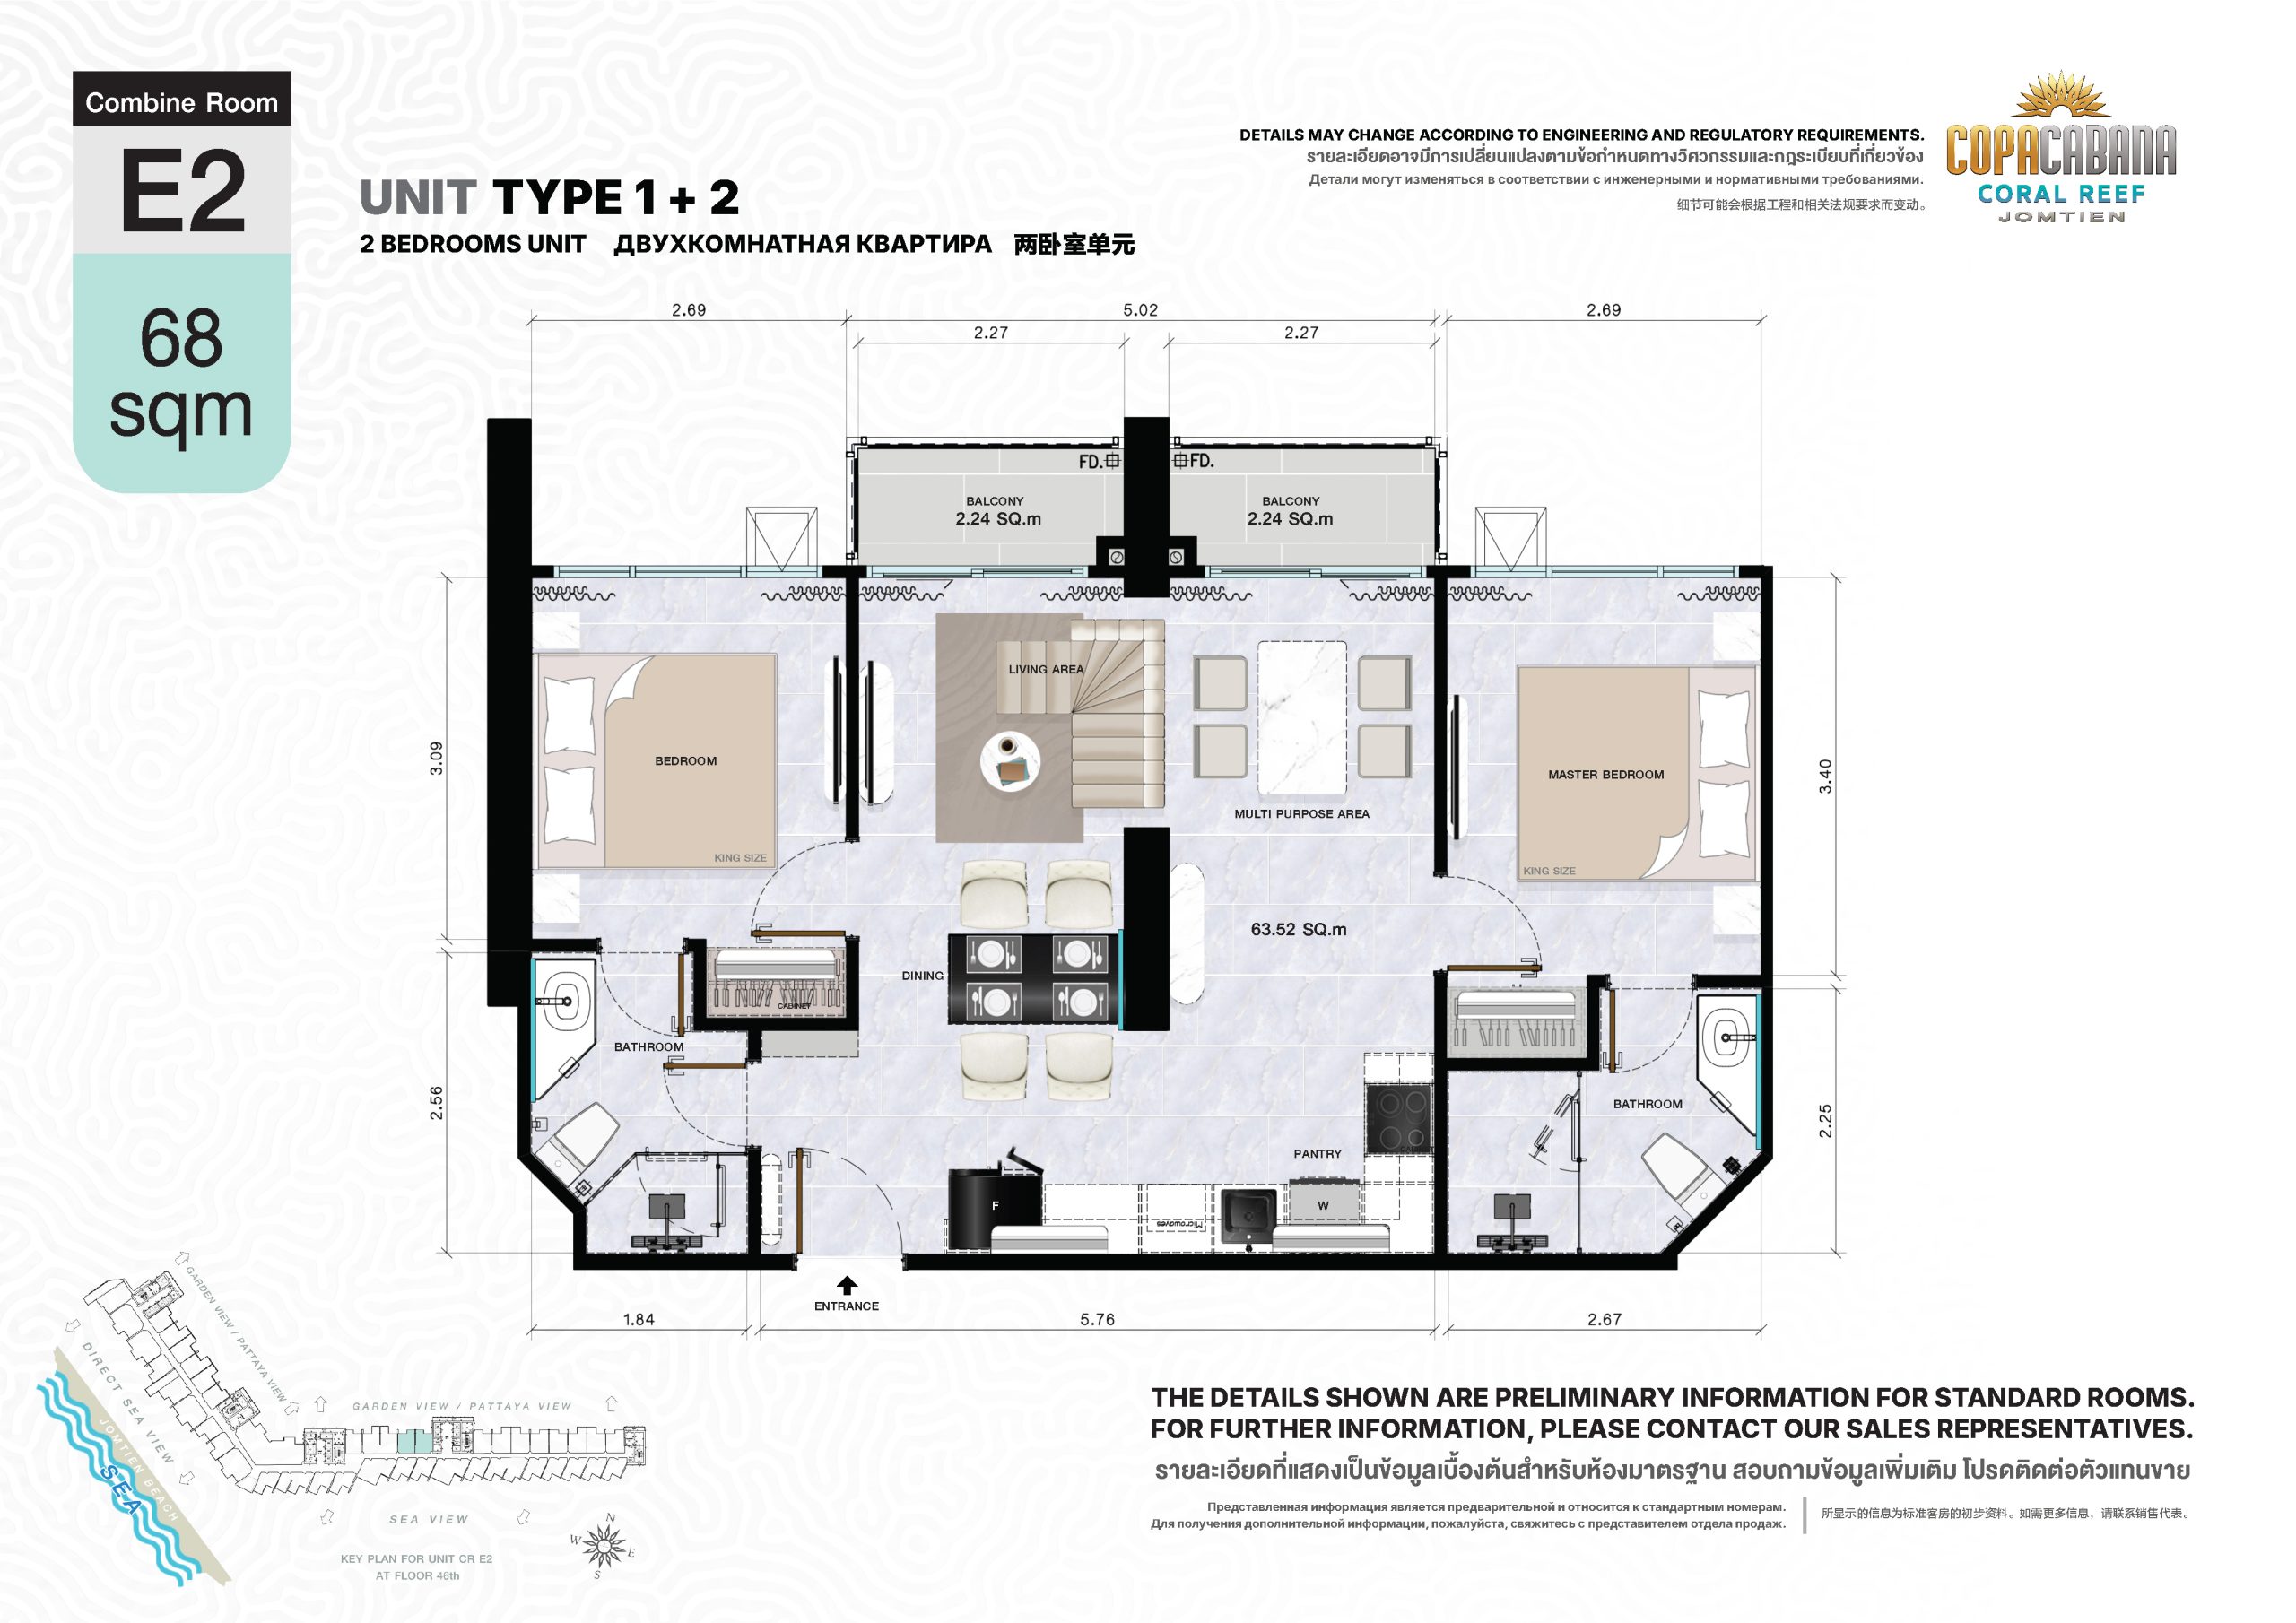 Combine Room
E2
68
sqm
UNIT TYPE 1 + 2
2 BEDROOMS UNIT ДВУХКОМНАТНАЯ КВАРТИРА 两卧室单元
DETAILS MAY CHANGE ACCORDING TO ENGINEERING AND REGULATORY REQUIREMENTS.
รายละเอียดอาจมีการเปลี่ยนแปลงตามข้อกำหนดทางวิศวกรรมและกฎระเบียบที่เกี่ยวข้อง
Детали могут изменяться в соответствии с инженерными и нормативными требованиями.
细节可能会根据工程和相关法规要求而变动。
COPACABANA
CORAL REEF
JOMTIEN
2.69 5.02 2.69
2.27 2.27
FD. FD.
BALCONY BALCONY
2.24 SQ.m 2.24 SQ.m
LIVING AREA
3.09 BEDROOM MASTER BEDROOM 3.40
MULTI PURPOSE AREA
KING SIZE KING SIZE
63.52 SQ.m
DINING
CABINET
BATHROOM
2.56 BATHROOM 2.25
PANTRY
F Microwaves W
ENTRANCE
1.84 5.76 2.67
GARDEN VIEW / PATTAYA VIEW
DIRECT SEA VIEW
JOMTIEN BEACH
SEA
GARDEN VIEW / PATTAYA VIEW
SEA VIEW
N
W E
S
KEY PLAN FOR UNIT CR E2
AT FLOOR 46th
THE DETAILS SHOWN ARE PRELIMINARY INFORMATION FOR STANDARD ROOMS.
FOR FURTHER INFORMATION, PLEASE CONTACT OUR SALES REPRESENTATIVES.
รายละเอียดที่แสดงเป็นข้อมูลเบื้องต้นสำหรับห้องมาตรฐาน สอบถามข้อมูลเพิ่มเติม โปรดติดต่อตัวแทนขาย
Представленная информация является предварительной и относится к стандартным номерам.
Для получения дополнительной информации, пожалуйста, свяжитесь с представителем отдела продаж.
所显示的信息为标准客房的初步资料。如需更多信息，请联系销售代表。